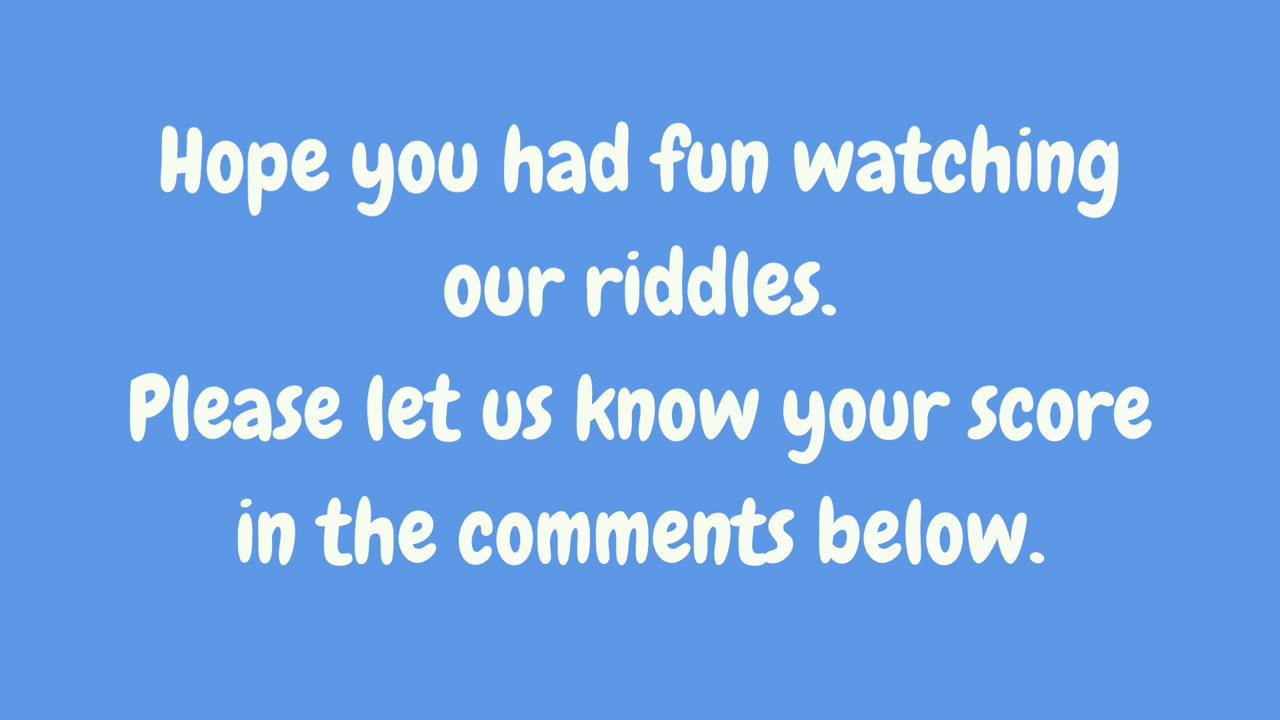 Hope you had fun watching
our riddles.
Please let us know your score
in the comments below.